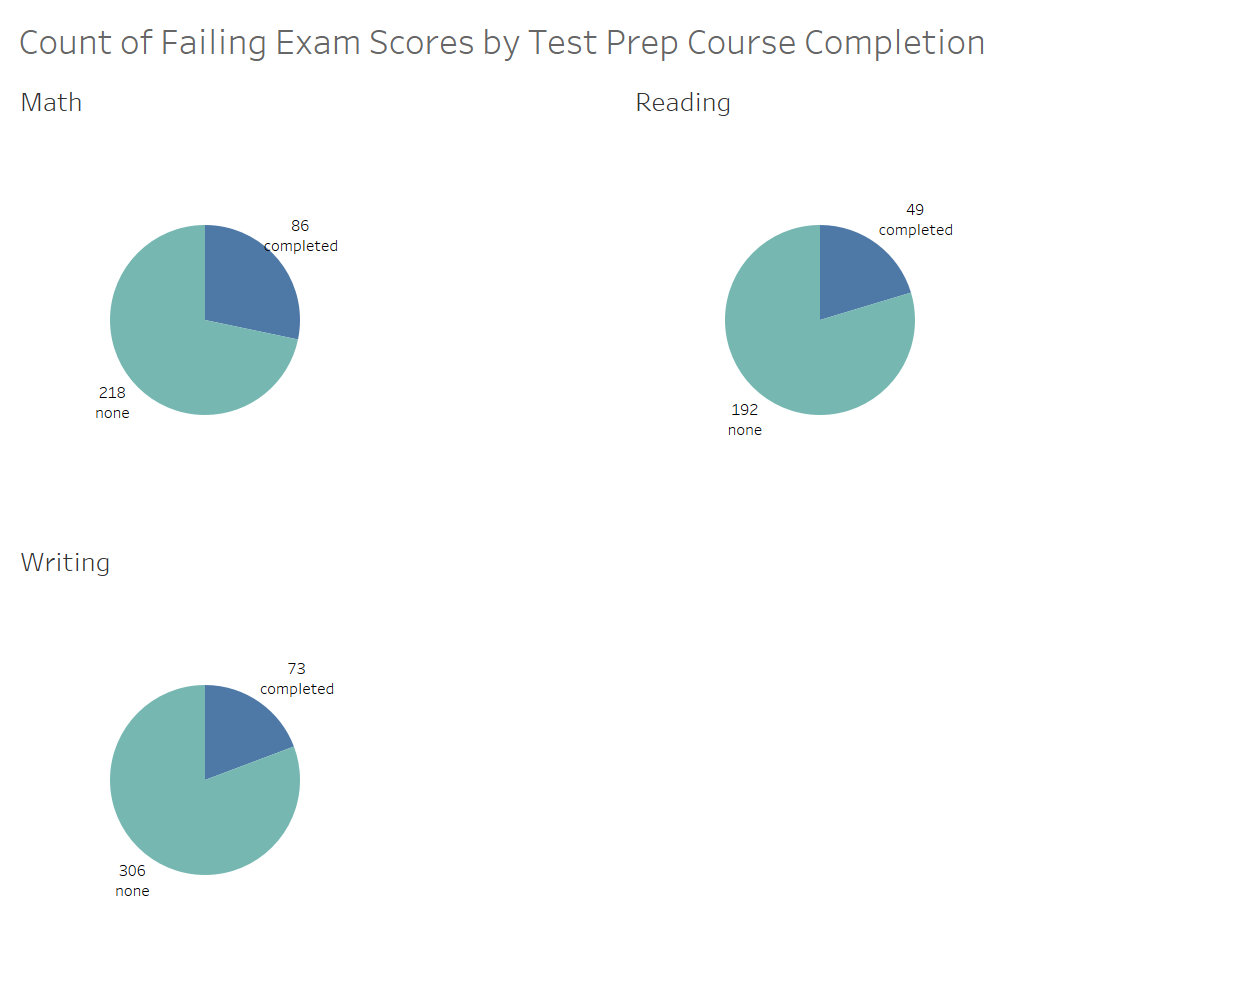 Count of Failing Exam Scores by Test Prep Course Completion
Math
86
completed
218
none
Reading
49
completed
192
none
Writing
73
completed
306
none